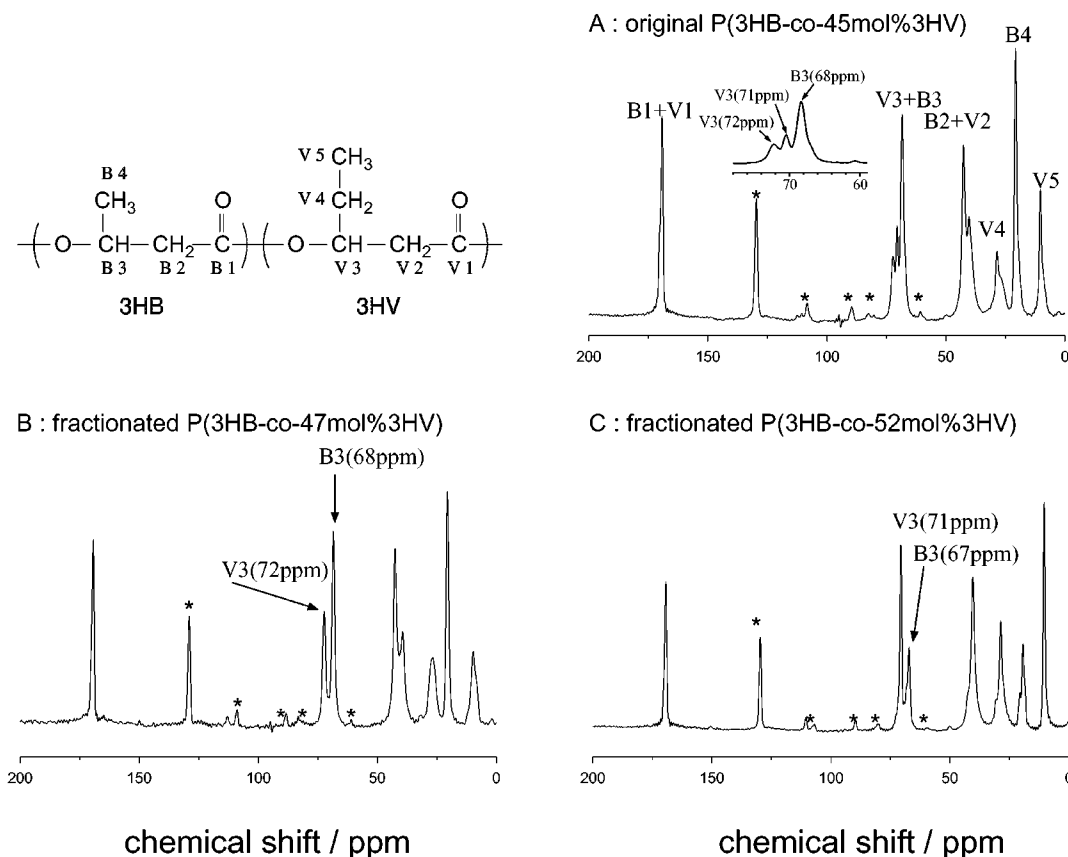 A : original P(3HB-co-45mol%3HV)
B4
B3(68ppm)
V3(71ppm)
V3(72ppm)
B1+V1
V3+B3
B2+V2
V5
V4
*
* * * *
68 60
200 150 100 50 0
V 5 CH3
B 4 V 4 CH2
CH3 O O
( O CH CH2 C )( O CH CH2 C )
B 3 B 2 B 1 V 3 V 2 V 1
3HB 3HV
B : fractionated P(3HB-co-47mol%3HV)
B3(68ppm)
V3(72ppm)
*
* * * *
200 150 100 50 0
chemical shift / ppm
C : fractionated P(3HB-co-52mol%3HV)
V3(71ppm)
B3(67ppm)
*
* * * *
200 150 100 50 0
chemical shift / ppm